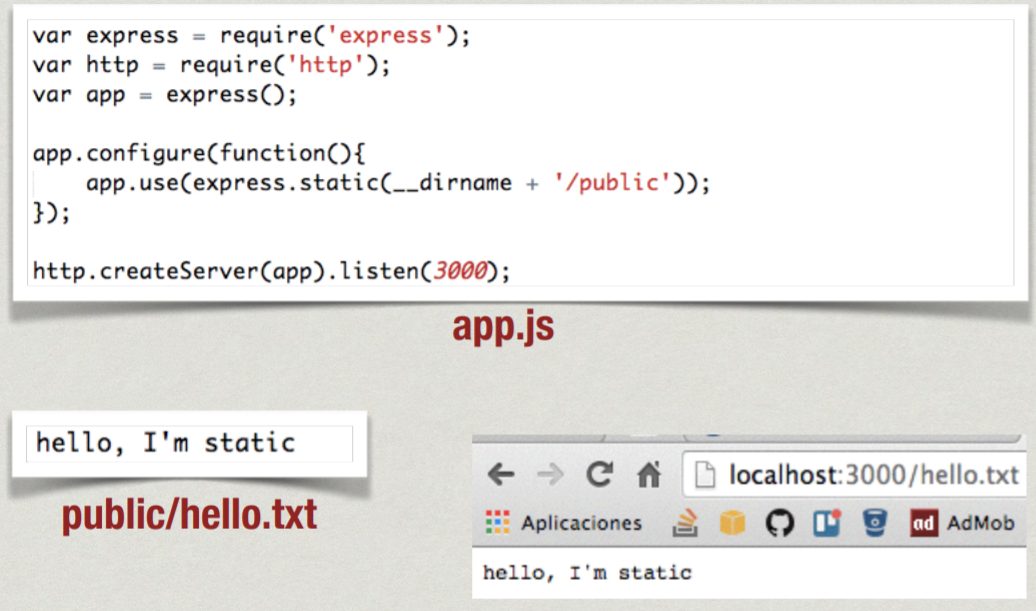 var express = require('express');
var http = require('http');
var app = express();
app.configure(function(){
    app.use(express.static(__dirname + '/public'));
});
http.createServer(app).listen(3000);
app.js
hello, I'm static
public/hello.txt
localhost:3000/hello.txt
Aplicaciones ad AdMob
hello, I'm static